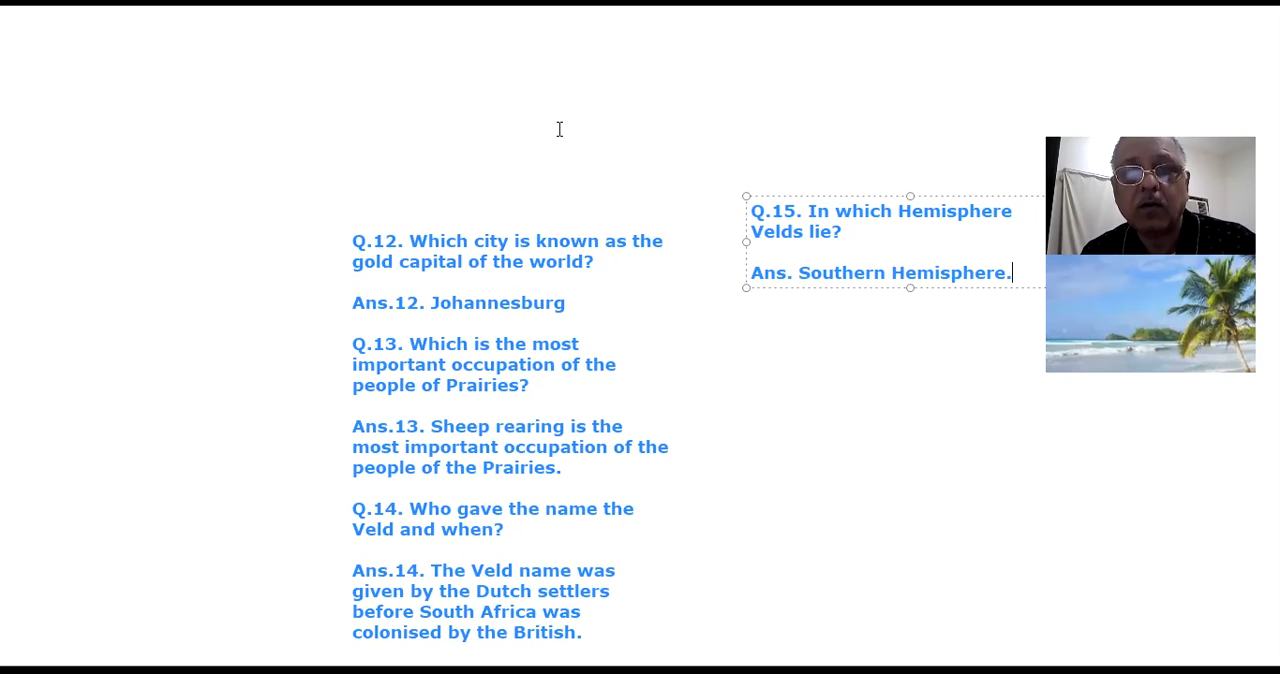 Q.12. Which city is known as the
gold capital of the world?
Ans.12. Johannesburg
Q.13. Which is the most
important occupation of the
people of Prairies?
Ans.13. Sheep rearing is the
most important occupation of the
people of the Prairies.
Q.14. Who gave the name the
Veld and when?
Ans.14. The Veld name was
given by the Dutch settlers
before South Africa was
colonised by the British.
Q.15. In which Hemisphere
Velds lie?
Ans. Southern Hemisphere.